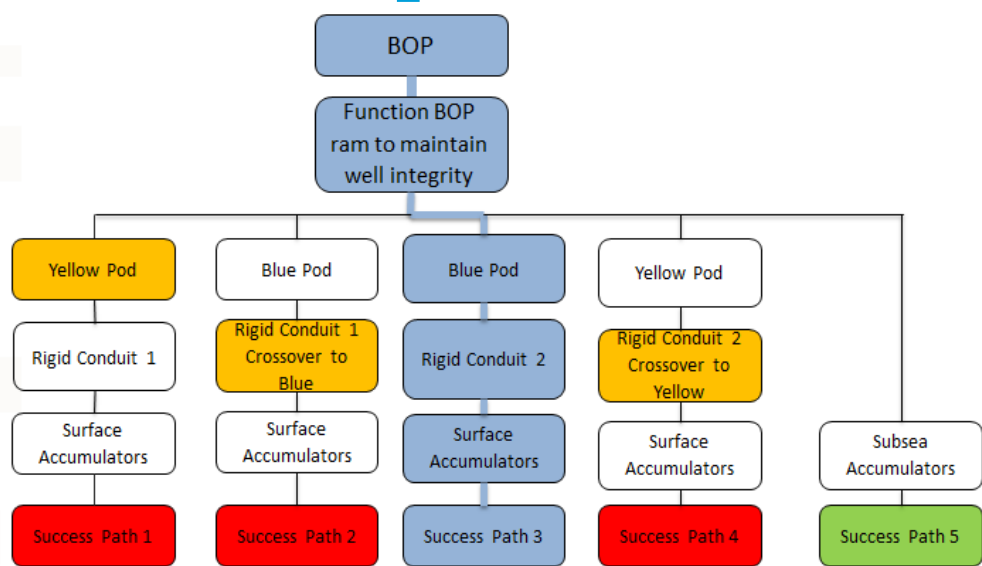 BOP
Function BOP
ram to maintain
well integrity
Yellow Pod
Blue Pod
Blue Pod
Yellow Pod
Rigid Conduit 1
Rigid Conduit 1
Crossover to
Blue
Rigid Conduit 2
Rigid Conduit 2
Crossover to
Yellow
Surface
Accumulators
Surface
Accumulators
Surface
Accumulators
Surface
Accumulators
Subsea
Accumulators
Success Path 1
Success Path 2
Success Path 3
Success Path 4
Success Path 5